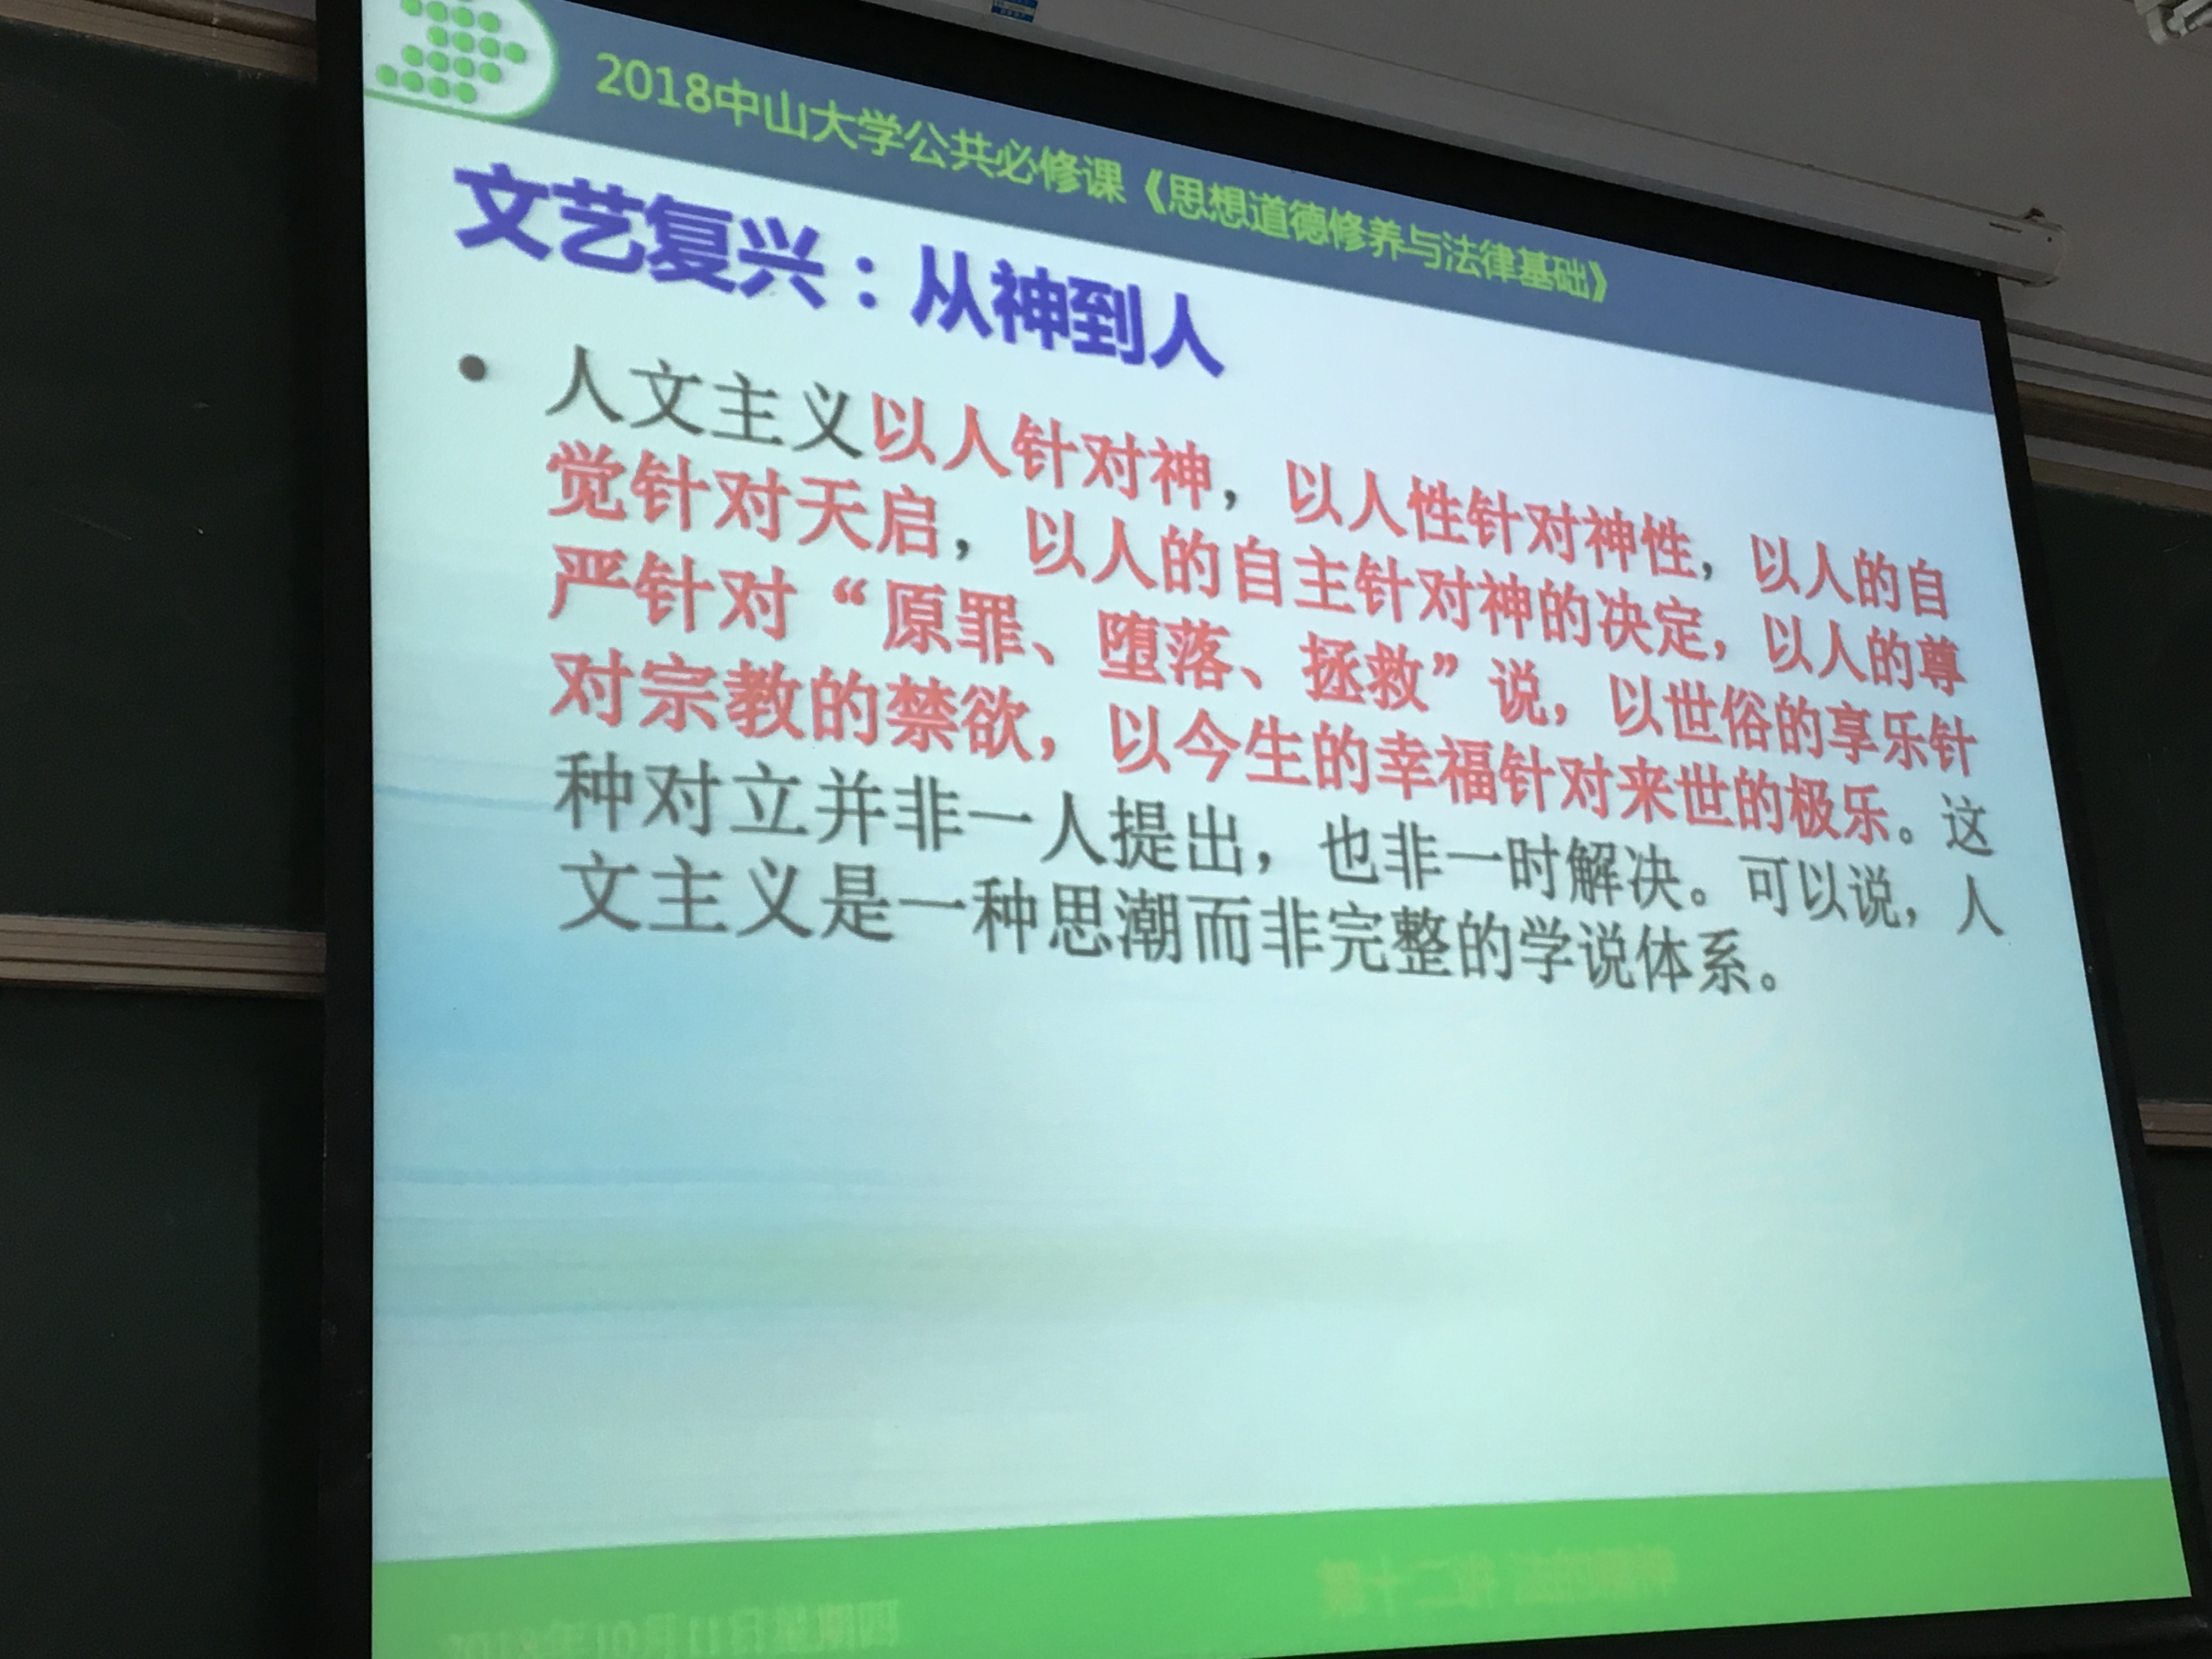 2018中山大学公共必修课《思想道德修养与法律基础》
文艺复兴：从神到人
• 人文主义以人针对神，以人性针对神性，以人的自
觉针对天启，以人的自主针对神的决定，以人的尊
严针对“原罪、堕落、拯救”说，以世俗的享乐针
对宗教的禁欲，以今生的幸福针对来世的极乐。这
种对立并非一人提出，也非一时解决。可以说，人
文主义是一种思潮而非完整的学说体系。
2018年10月11日星期四